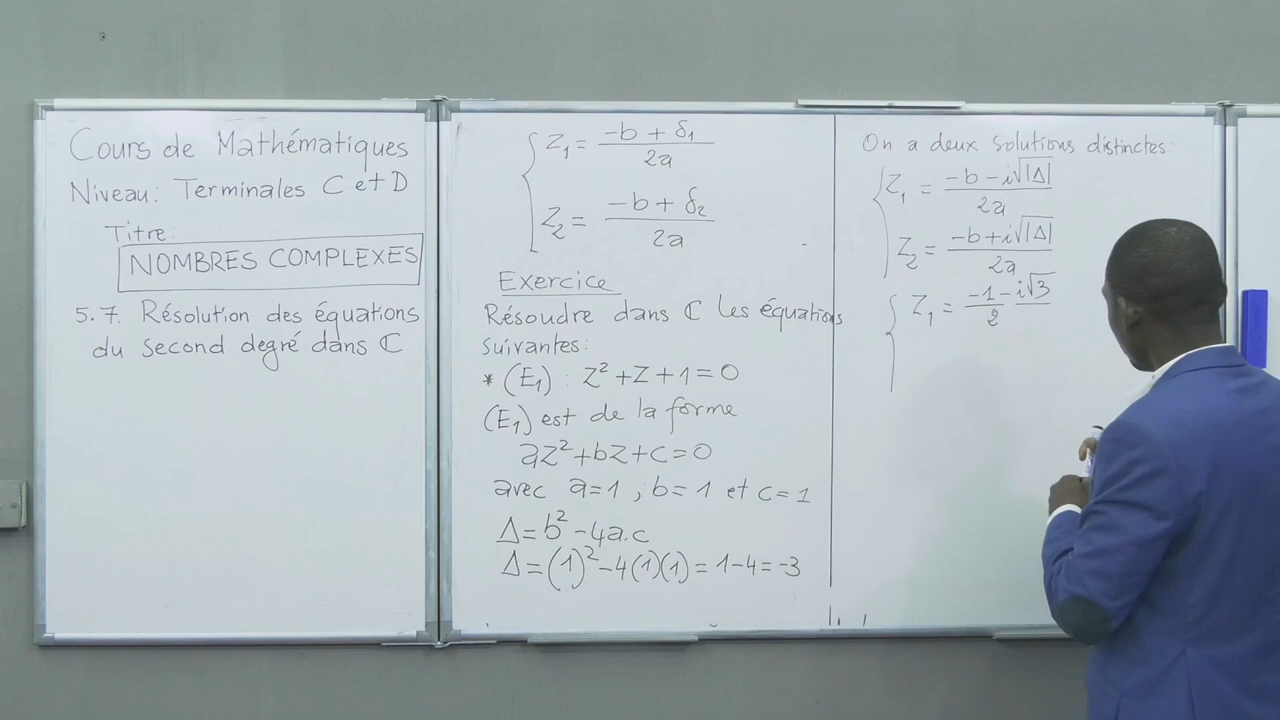 Cours de Mathématiques
Niveau: Terminales C et D
Titre:
NOMBRES COMPLEXES
5.7. Résolution des équations
du second degré dans ℂ
Z₁ = (-b + δ₁)/2a
Z₂ = (-b + δ₂)/2a
Exercice
Résoudre dans ℂ les équations
suivantes:
* (E₁) : Z² + Z + 1 = 0
(E₁) est de la forme
aZ² + bZ + c = 0
avec a=1 , b=1 et c=1
Δ = b² - 4a.c
Δ = (1)² - 4(1)(1) = 1-4 = -3
On a deux solutions distinctes:
Z₁ = (-b - i√|Δ|)/2a
Z₂ = (-b + i√|Δ|)/2a
Z₁ = (-1 - i√3)/2